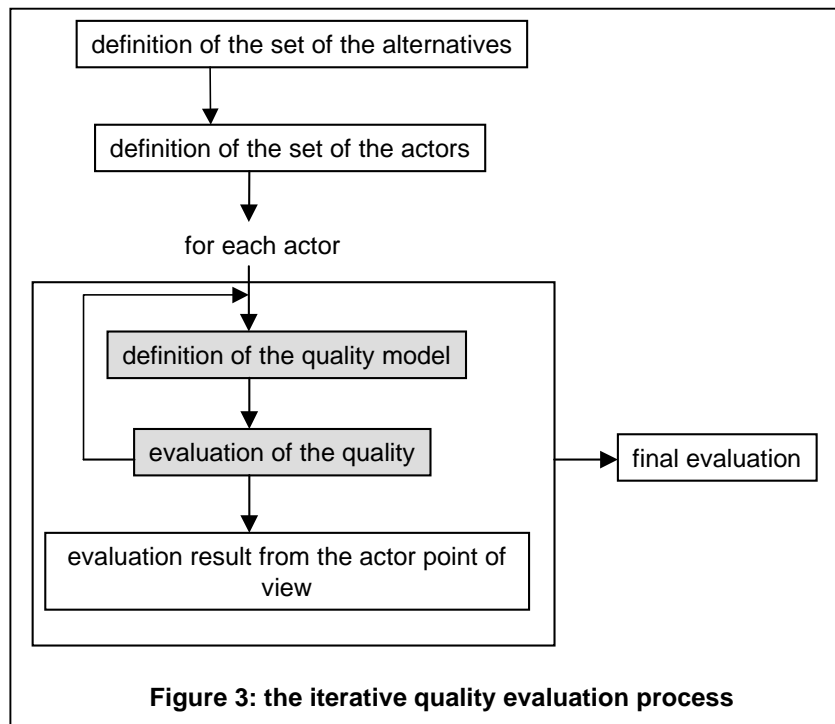 definition of the set of the alternatives
definition of the set of the actors
for each actor
definition of the quality model
evaluation of the quality
final evaluation
evaluation result from the actor point of
view
Figure 3: the iterative quality evaluation process